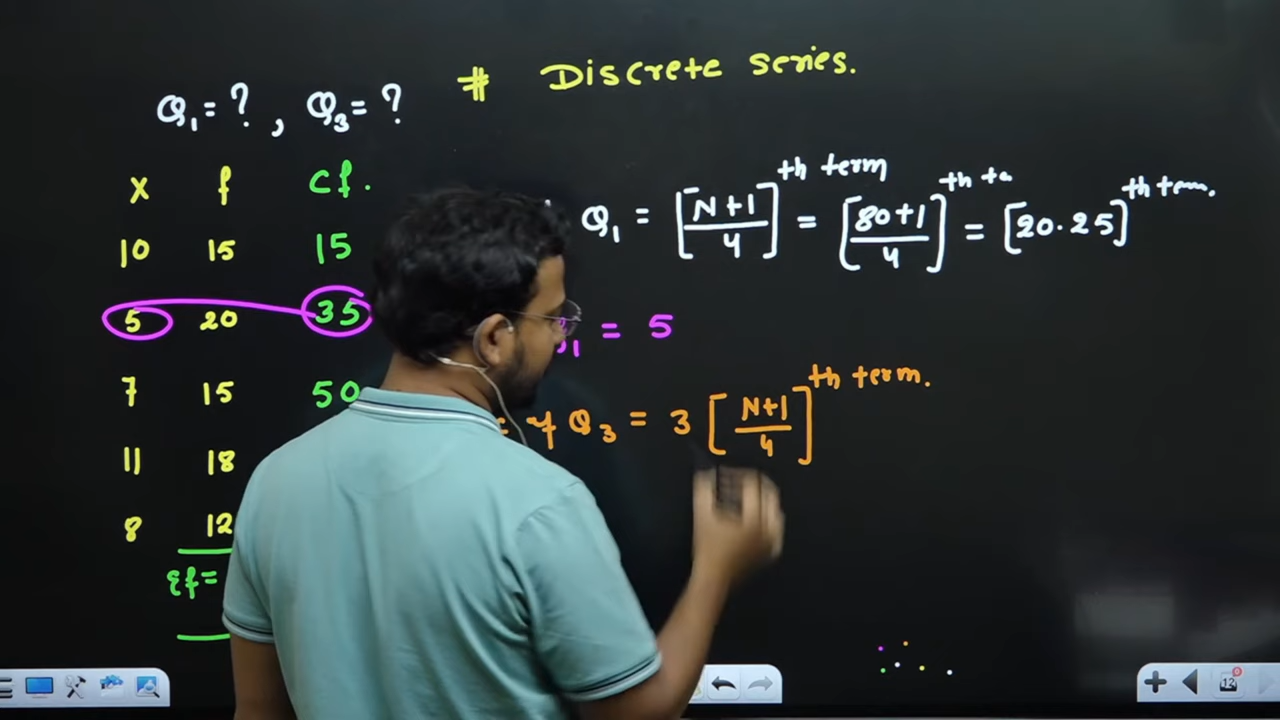 # Discrete series.
Q₁ = ? , Q₃ = ?
x f cf.
10 15 15
5 20 35
7 15 50
11 18
8 12
Σf =
Q₁ = [N+1/4]th term = [80+1/4]th te = [20.25]th term.
= 5
Q₃ = 3 [N+1/4]th term.
12